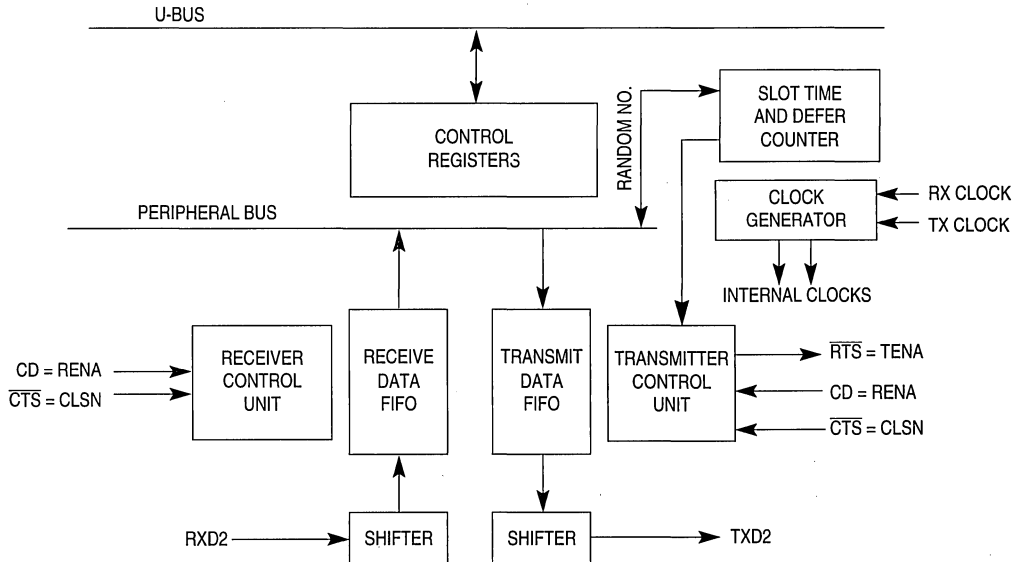 U-BUS
CONTROL
REGISTER3
RANDOM NO.
SLOT TIME
AND DEFER
COUNTER
CLOCK
GENERATOR
RX CLOCK
TX CLOCK
INTERNAL CLOCKS
PERIPHERAL BUS
CD = RENA
CTS = CLSN
RECEIVER
CONTROL
UNIT
RECEIVE
DATA
FIFO
TRANSMIT
DATA
FIFO
TRANSMITTER
CONTROL
UNIT
RTS = TENA
CD = RENA
CTS = CLSN
RXD2
SHIFTER
SHIFTER
TXD2